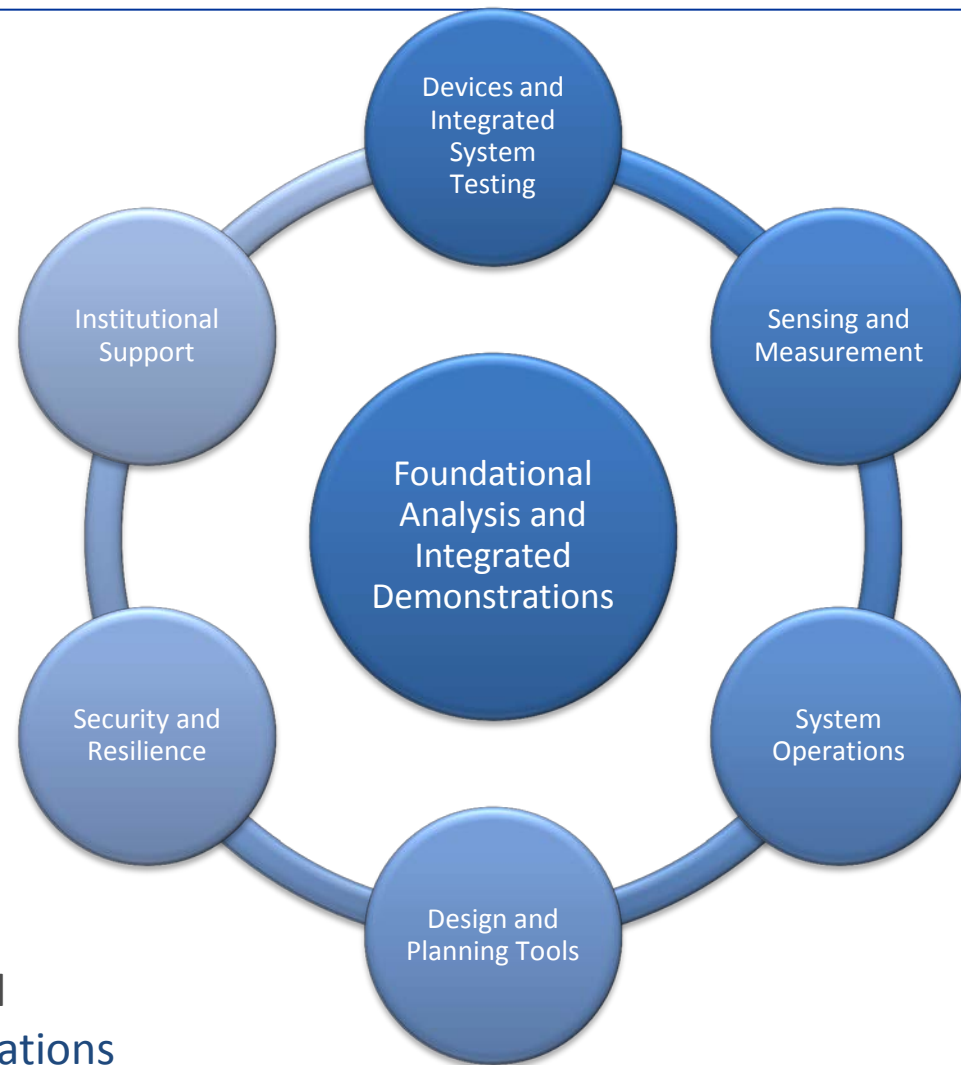 Devices and
Integrated
System
Testing
Institutional
Support
Sensing and
Measurement
Foundational
Analysis and
Integrated
Demonstrations
Security and
Resilience
System
Operations
Design and
Planning Tools
ations